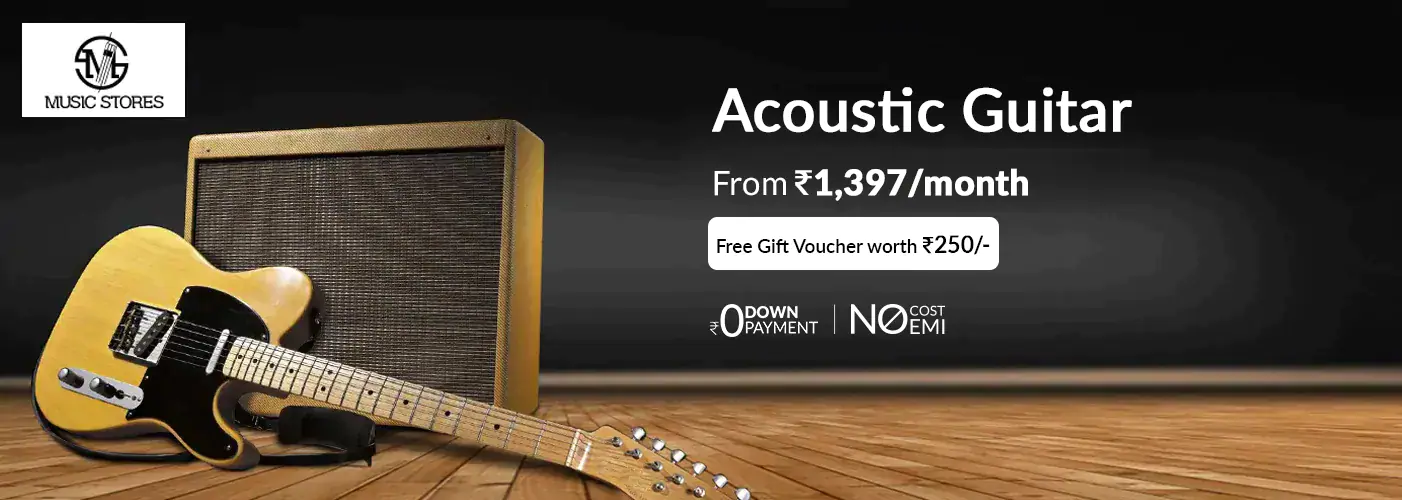 SMG
MUSIC STORES
Acoustic Guitar
From ₹1,397/month
Free Gift Voucher worth ₹250/-
₹0 DOWN PAYMENT | NO COST EMI